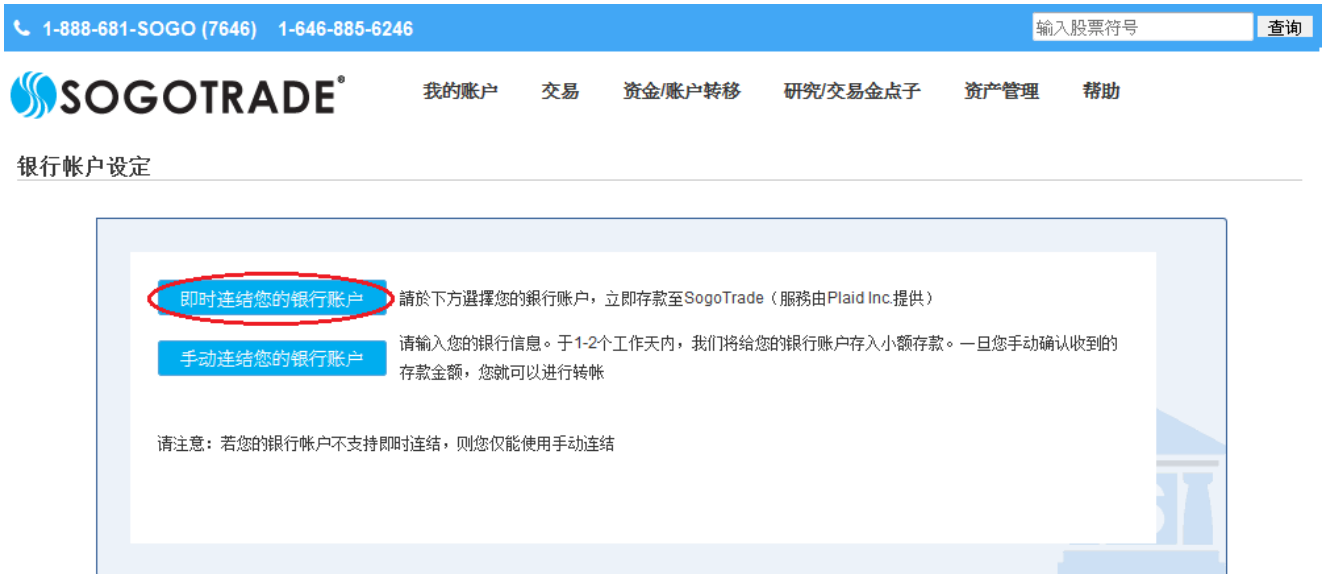 1-888-681-SOGO (7646) 1-646-885-6246 输入股票符号 查询
SOGOTRADE® 我的账户 交易 资金/账户转移 研究/交易金点子 资产管理 帮助
银行帐户设定
即时连结您的银行账户 請於下方選擇您的銀行账户，立即存款至SogoTrade（服務由Plaid Inc.提供）
手动连结您的银行账户 请输入您的银行信息。于1-2个工作天内，我们将给您的银行账户存入小额存款。一旦您手动确认收到的
存款金额，您就可以进行转帐
请注意：若您的银行帐户不支持即时连结，则您仅能使用手动连结